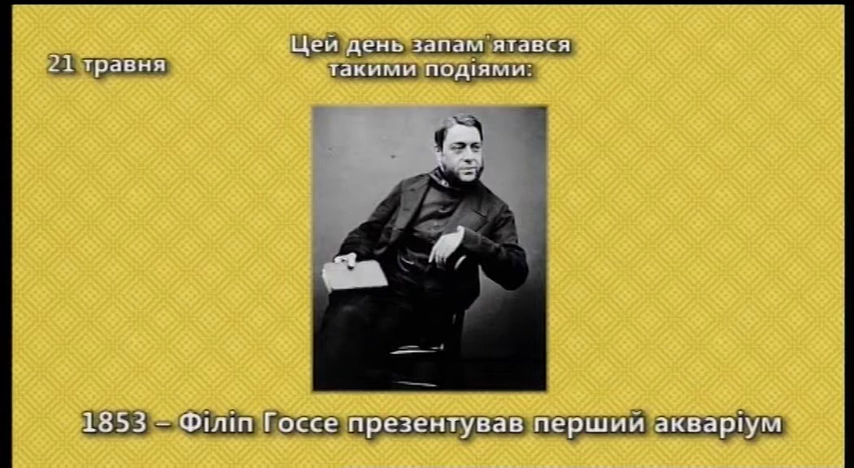 21 травня
Цей день запам'ятався
такими подіями:
1853 – Філіп Госсе презентував перший акваріум